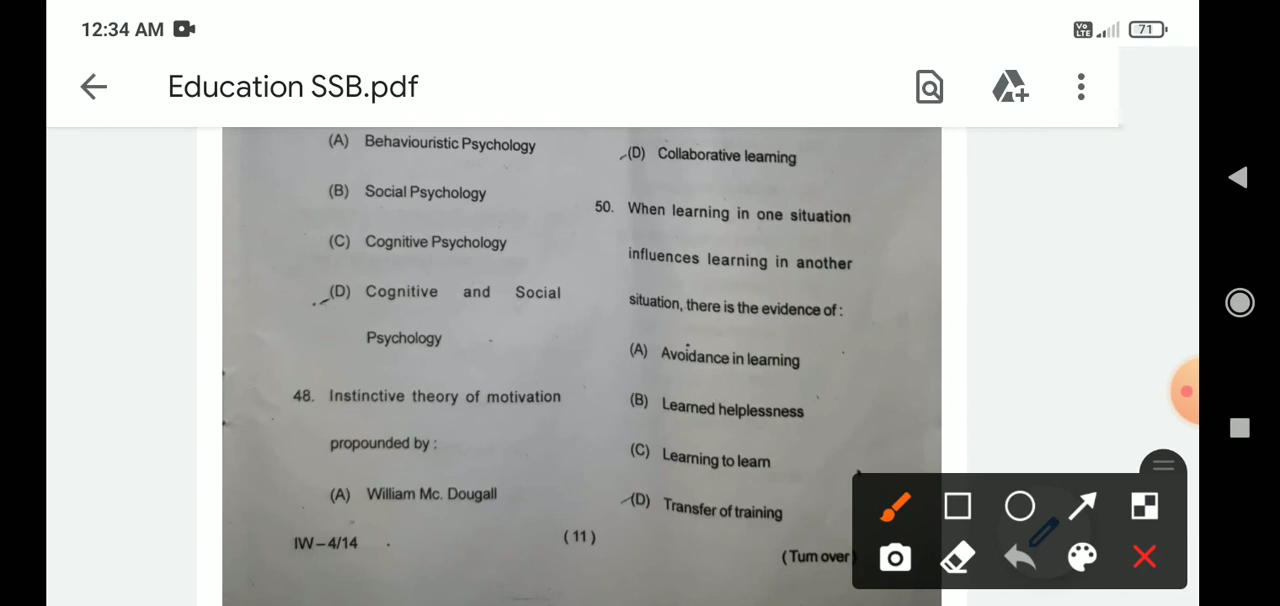 12:34 AM
Vo LTE
71
Education SSB.pdf
(A) Behaviouristic Psychology
(B) Social Psychology
(C) Cognitive Psychology
(D) Cognitive and Social
Psychology
48. Instinctive theory of motivation
propounded by :
(A) William Mc. Dougall
IW – 4/14
(D) Collaborative learning
50. When learning in one situation
influences learning in another
situation, there is the evidence of :
(A) Avoidance in learning
(B) Learned helplessness
(C) Learning to learn
(D) Transfer of training
( 11 )
( Turn over